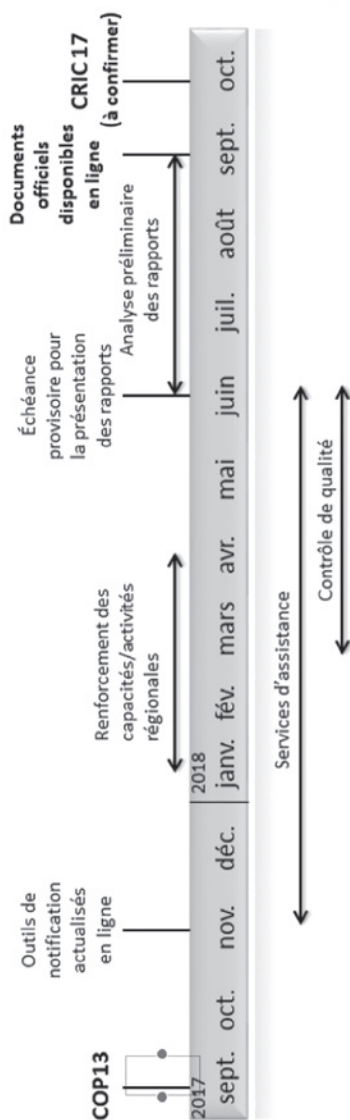 COP13
Outils de
notification
actualisés
en ligne
Renforcement des
capacités/activités
régionales
Échéance
provisoire pour
la présentation
des rapports
Analyse préliminaire
des rapports
Documents
officiels
disponibles
en ligne
CRIC 17
(à confirmer)
2017
2018
sept. oct. nov. déc. janv. fév. mars avr. mai juin juil. août sept. oct.
Services d'assistance
Contrôle de qualité